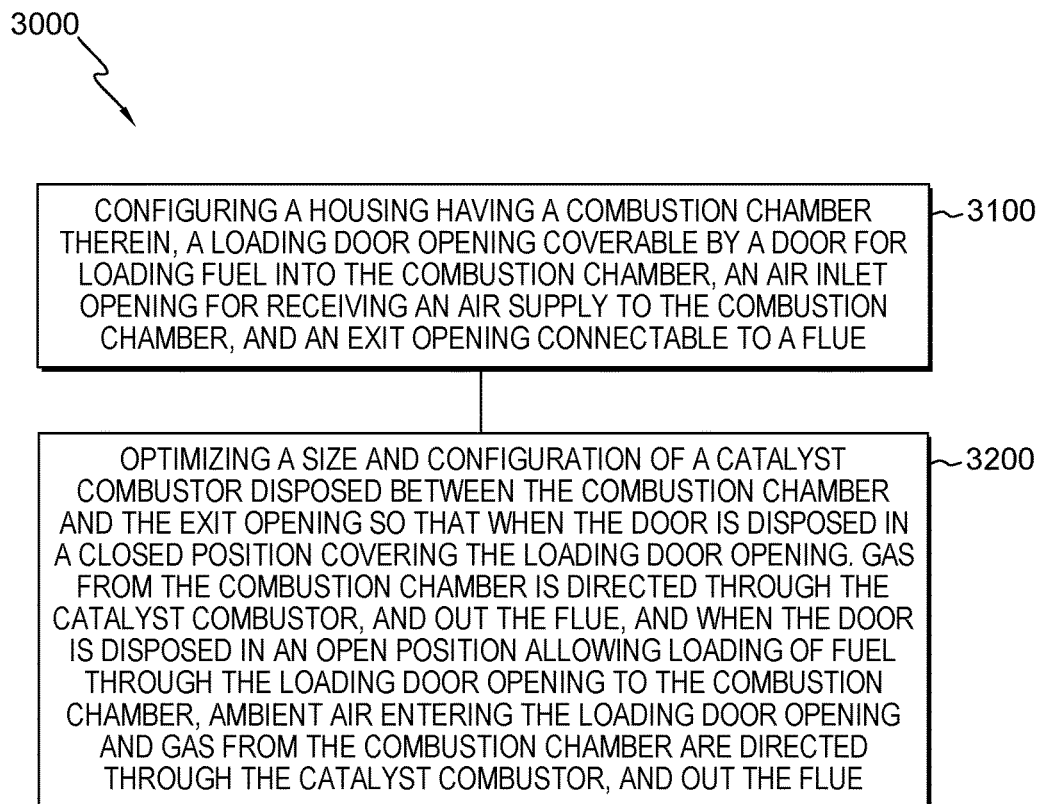 3000
CONFIGURING A HOUSING HAVING A COMBUSTION CHAMBER
THEREIN, A LOADING DOOR OPENING COVERABLE BY A DOOR FOR
LOADING FUEL INTO THE COMBUSTION CHAMBER, AN AIR INLET
OPENING FOR RECEIVING AN AIR SUPPLY TO THE COMBUSTION
CHAMBER, AND AN EXIT OPENING CONNECTABLE TO A FLUE
3100
OPTIMIZING A SIZE AND CONFIGURATION OF A CATALYST
COMBUSTOR DISPOSED BETWEEN THE COMBUSTION CHAMBER
AND THE EXIT OPENING SO THAT WHEN THE DOOR IS DISPOSED IN
A CLOSED POSITION COVERING THE LOADING DOOR OPENING. GAS
FROM THE COMBUSTION CHAMBER IS DIRECTED THROUGH THE
CATALYST COMBUSTOR, AND OUT THE FLUE, AND WHEN THE DOOR
IS DISPOSED IN AN OPEN POSITION ALLOWING LOADING OF FUEL
THROUGH THE LOADING DOOR OPENING TO THE COMBUSTION
CHAMBER, AMBIENT AIR ENTERING THE LOADING DOOR OPENING
AND GAS FROM THE COMBUSTION CHAMBER ARE DIRECTED
THROUGH THE CATALYST COMBUSTOR, AND OUT THE FLUE
3200